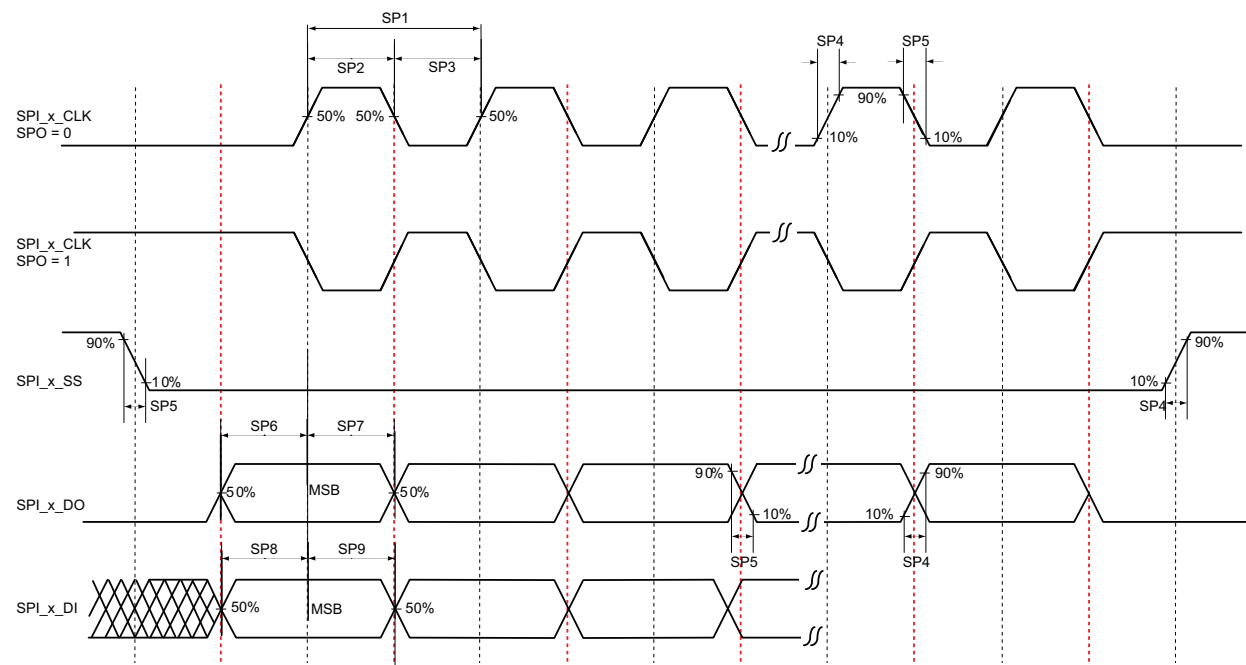 SP1
SP4 SP5
SP2 SP3
SPI_x_CLK
SPO = 0
50% 50% 50% 90%
10% 10%
SPI_x_CLK
SPO = 1
90% 90%
SPI_x_SS
10% 10%
SP5 SP4
SP6 SP7
90% 90%
50% MSB 50%
SPI_x_DO
10% 10%
SP8 SP9 SP5 SP4
SPI_x_DI
50% MSB 50%